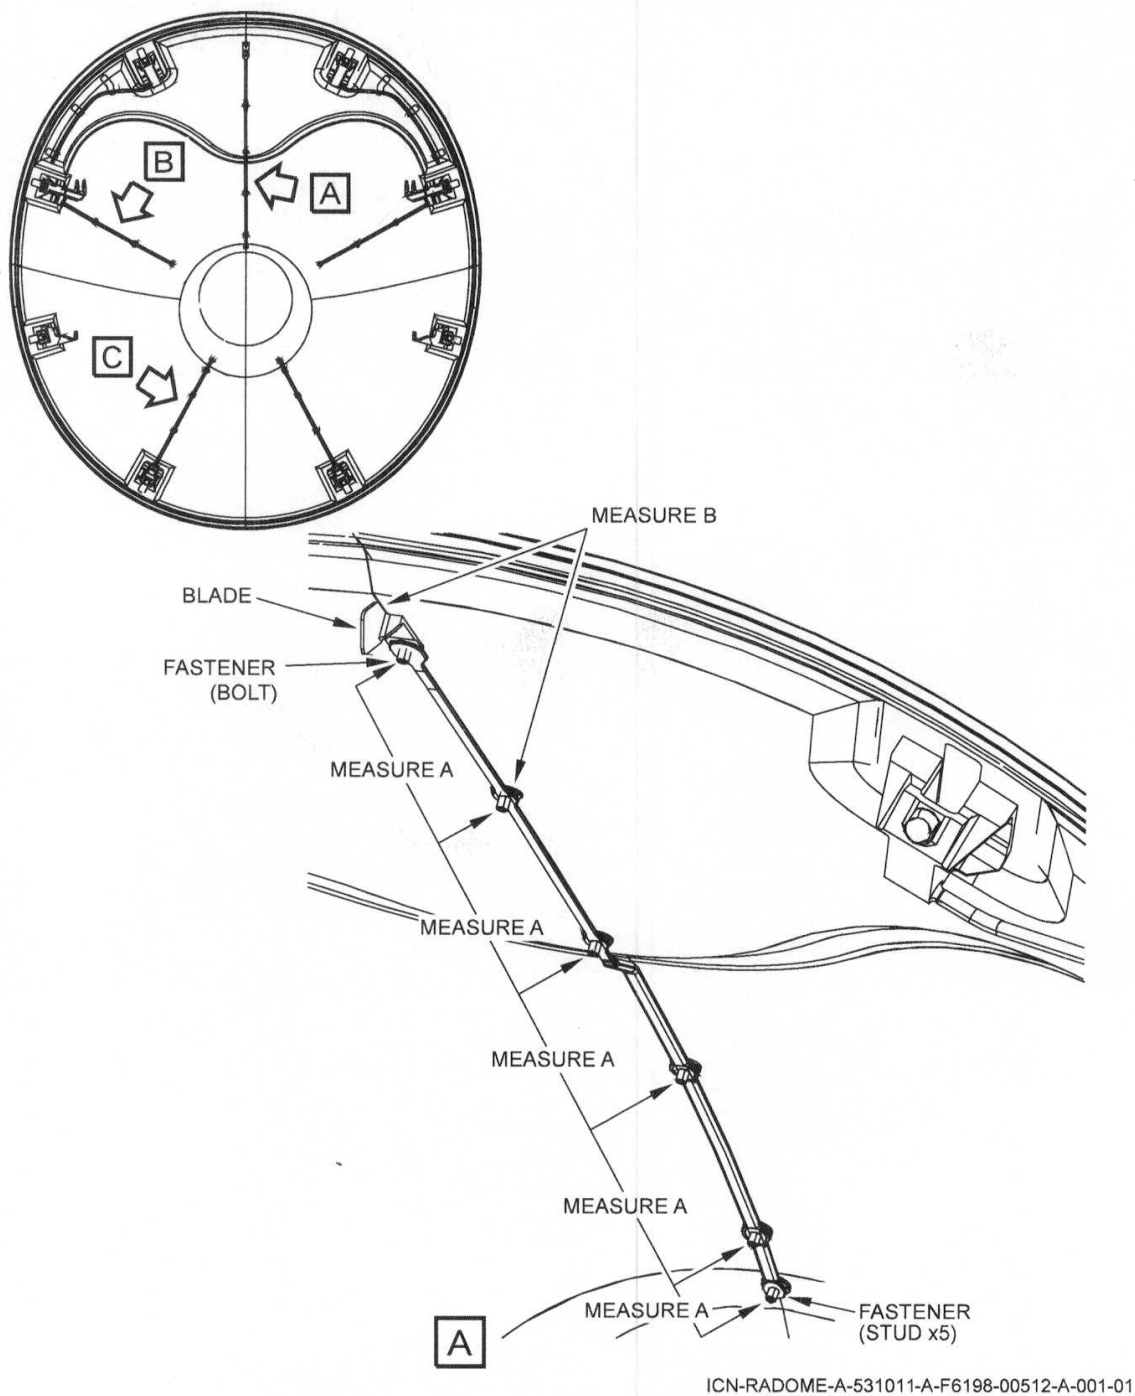 B
A
C
MEASURE B
BLADE
FASTENER
(BOLT)
MEASURE A
MEASURE A
MEASURE A
MEASURE A
MEASURE A
FASTENER
(STUD x5)
A
ICN-RADOME-A-531011-A-F6198-00512-A-001-01